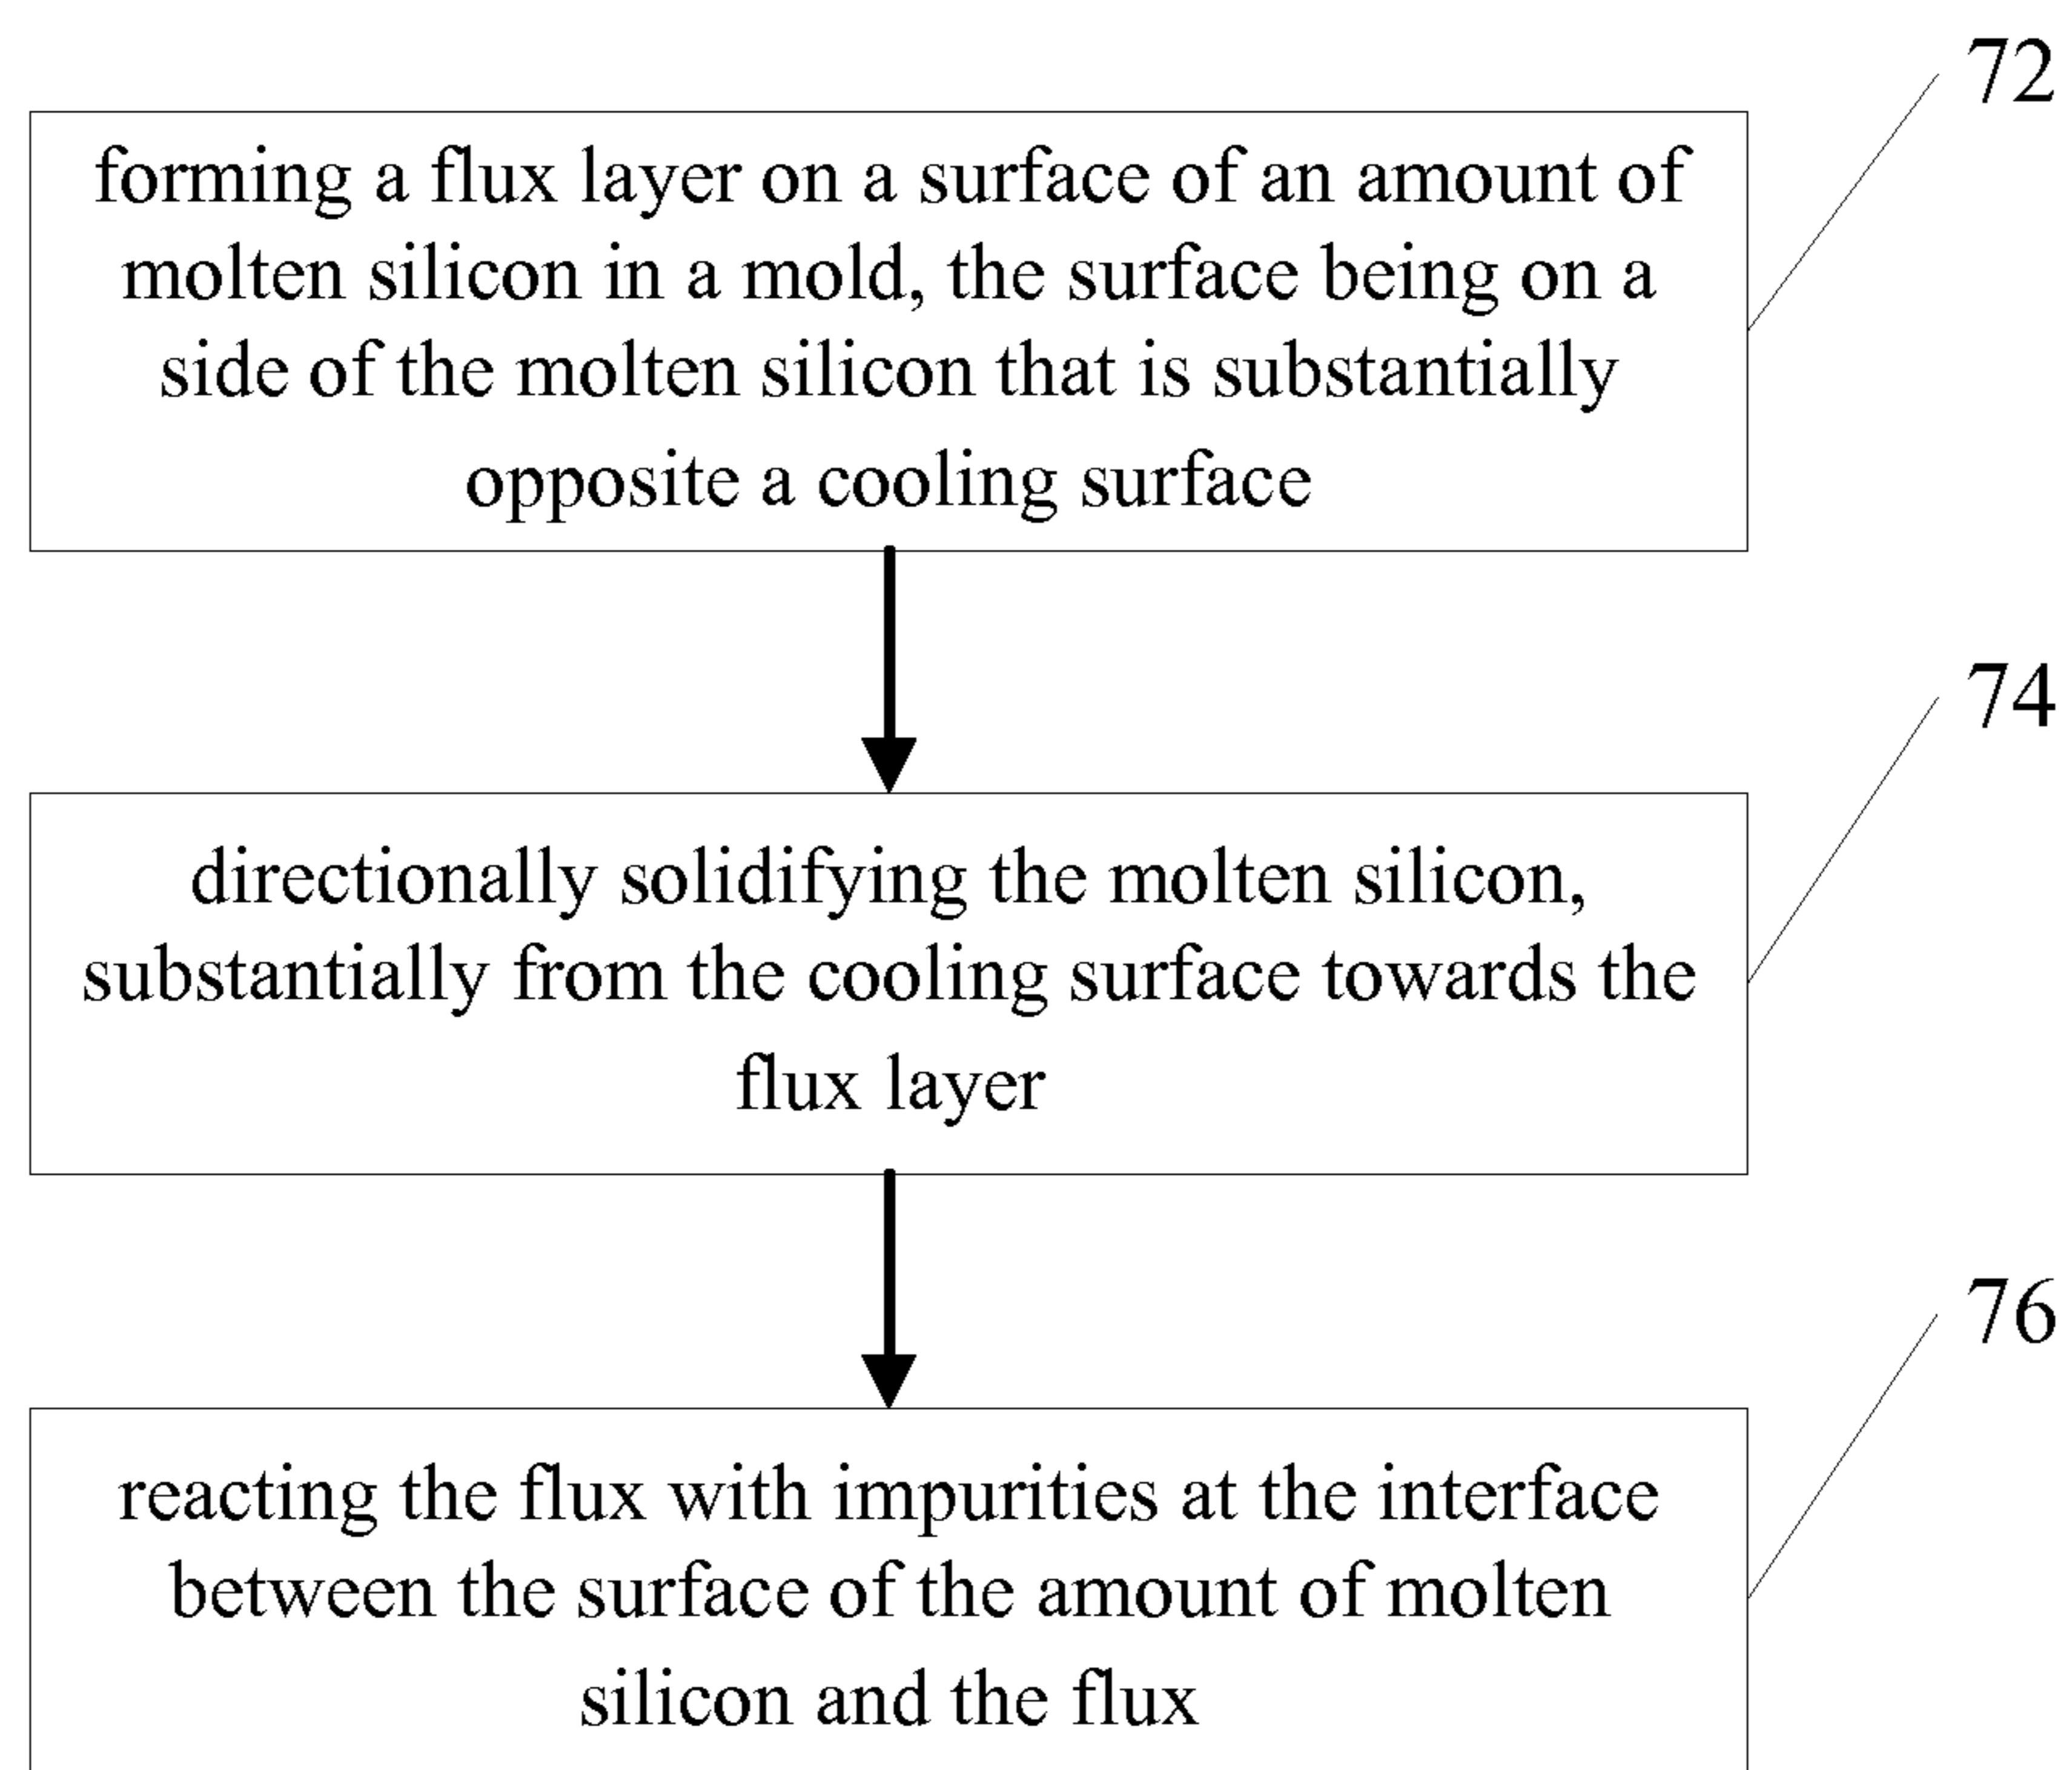 72
forming a flux layer on a surface of an amount of
molten silicon in a mold, the surface being on a
side of the molten silicon that is substantially
opposite a cooling surface
74
directionally solidifying the molten silicon,
substantially from the cooling surface towards the
flux layer
76
reacting the flux with impurities at the interface
between the surface of the amount of molten
silicon and the flux